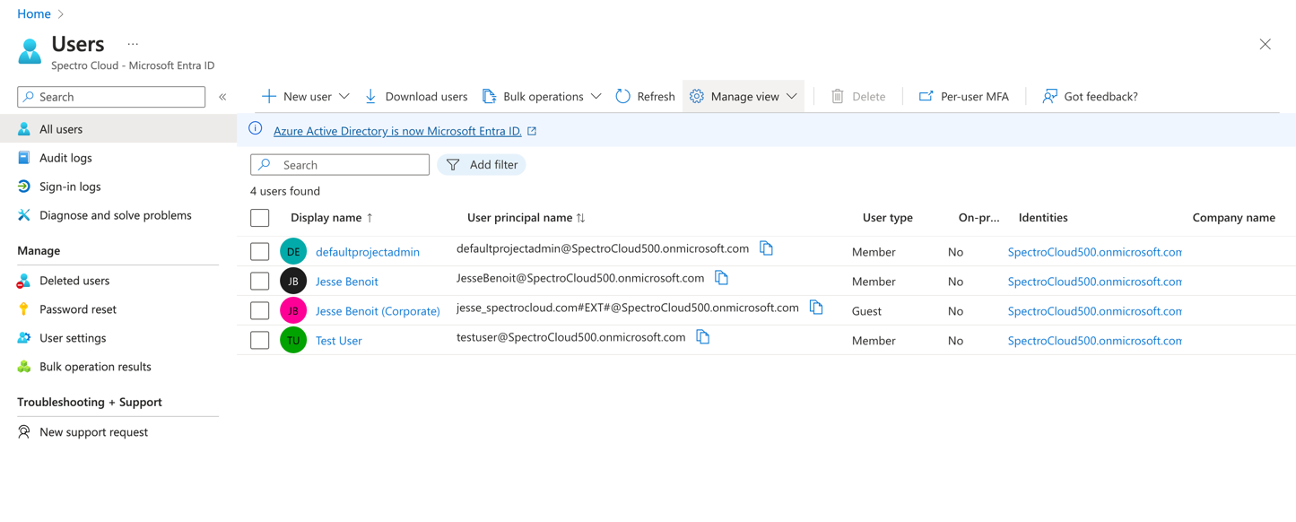 Home
Users ...
Spectro Cloud - Microsoft Entra ID
Search
All users
Audit logs
Sign-in logs
Diagnose and solve problems
Manage
Deleted users
Password reset
User settings
Bulk operation results
Troubleshooting + Support
New support request
New user Download users Bulk operations Refresh Manage view Delete Per-user MFA Got feedback?
Azure Active Directory is now Microsoft Entra ID.
Search Add filter
4 users found
Display name ↑ User principal name ↑↓ User type On-pr... Identities Company name
DE defaultprojectadmin defaultprojectadmin@SpectroCloud500.onmicrosoft.com Member No SpectroCloud500.onmicrosoft.com
JB Jesse Benoit JesseBenoit@SpectroCloud500.onmicrosoft.com Member No SpectroCloud500.onmicrosoft.com
JB Jesse Benoit (Corporate) jesse_spectrocloud.com#EXT#@SpectroCloud500.onmicrosoft.com Guest No SpectroCloud500.onmicrosoft.com
TU Test User testuser@SpectroCloud500.onmicrosoft.com Member No SpectroCloud500.onmicrosoft.com